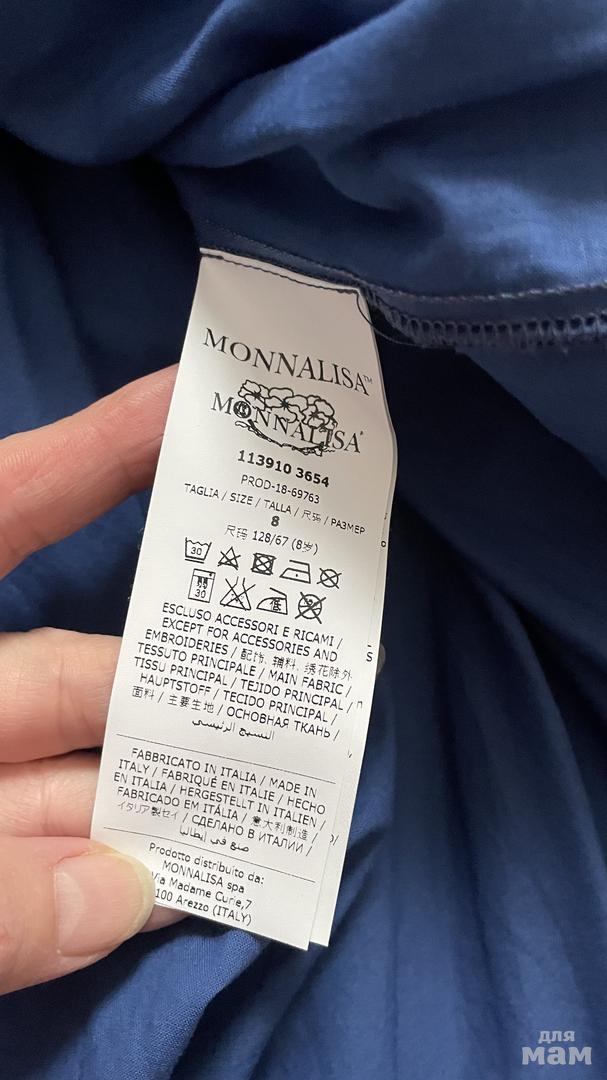 MONNALISA™
MONNALISA®
113910 3654
PROD-18-69763
TAGLIA / SIZE / TALLA / 尺码 / РАЗМЕР
8
尺码 128/67 (8岁)
30
30 低
ESCLUSO ACCESSORI E RICAMI /
EXCEPT FOR ACCESSORIES AND
EMBROIDERIES / 配饰、辅料、绣花除外
TESSUTO PRINCIPALE / MAIN FABRIC /
TISSU PRINCIPAL / TEJIDO PRINCIPAL /
HAUPTSTOFF / TECIDO PRINCIPAL /
面料 / 主要生地 / ОСНОВНАЯ ТКАНЬ /
النسيج الرئيسي
FABBRICATO IN ITALIA / MADE IN
ITALY / FABRIQUÉ EN ITALIE / HECHO
EN ITALIA / HERGESTELLT IN ITALIEN /
FABRICADO EM ITÁLIA / 意大利制造 /
イタリア製セイ / СДЕЛАНО В ИТАЛИИ /
صنع في إيطاليا
Prodotto distribuito da:
MONNALISA spa
Via Madame Curie,7
100 Arezzo (ITALY)
для
мам